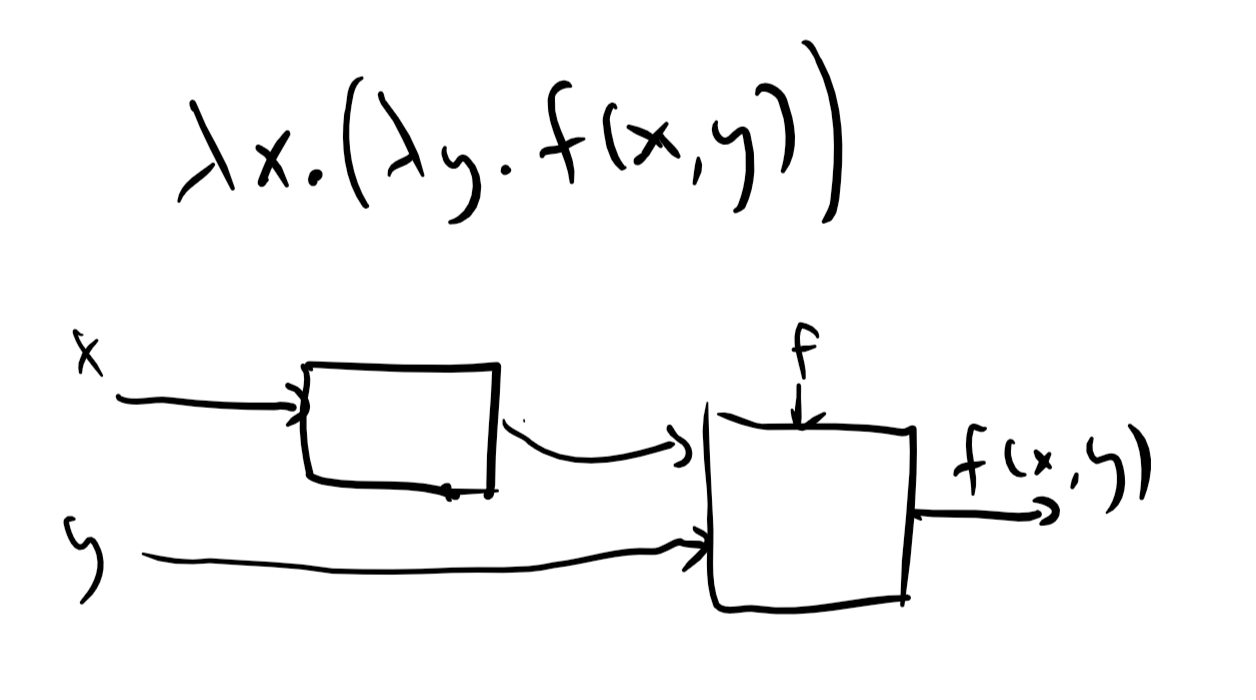 λx.(λy.f(x,y))
x
f
f(x,y)
y